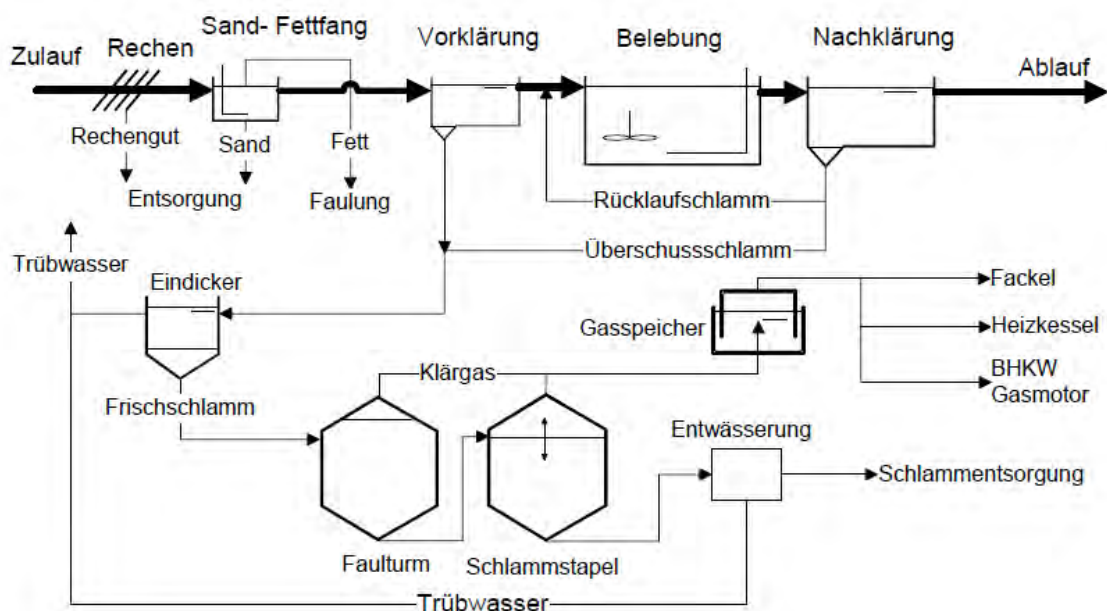 Sand- Fettfang
Vorklärung
Belebung
Nachklärung
Zulauf
Rechen
Ablauf
Rechengut
Sand
Fett
Entsorgung
Faulung
Rücklaufschlamm
Überschussschlamm
Trübwasser
Eindicker
Fackel
Gasspeicher
Heizkessel
Klärgas
BHKW
Gasmotor
Frischschlamm
Entwässerung
Schlammentsorgung
Faulturm
Schlammstapel
Trübwasser